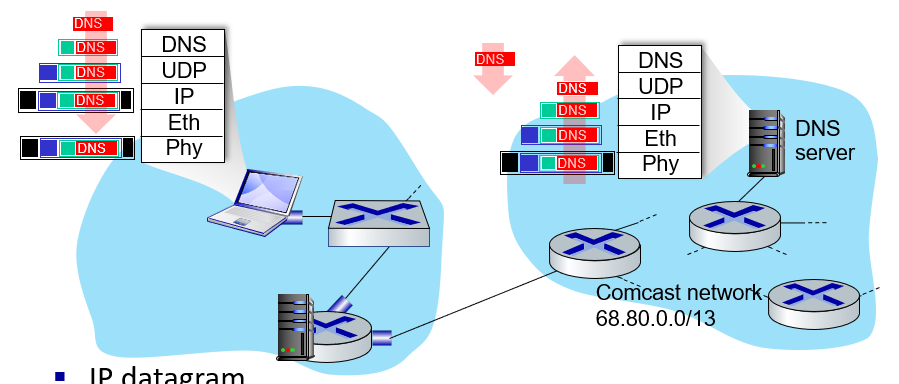 DNS
DNS
DNS
DNS
DNS
DNS
UDP
IP
Eth
Phy
DNS
DNS
DNS
DNS
DNS
DNS
UDP
IP
Eth
Phy
DNS
server
Comcast network
68.80.0.0/13
IP datagram